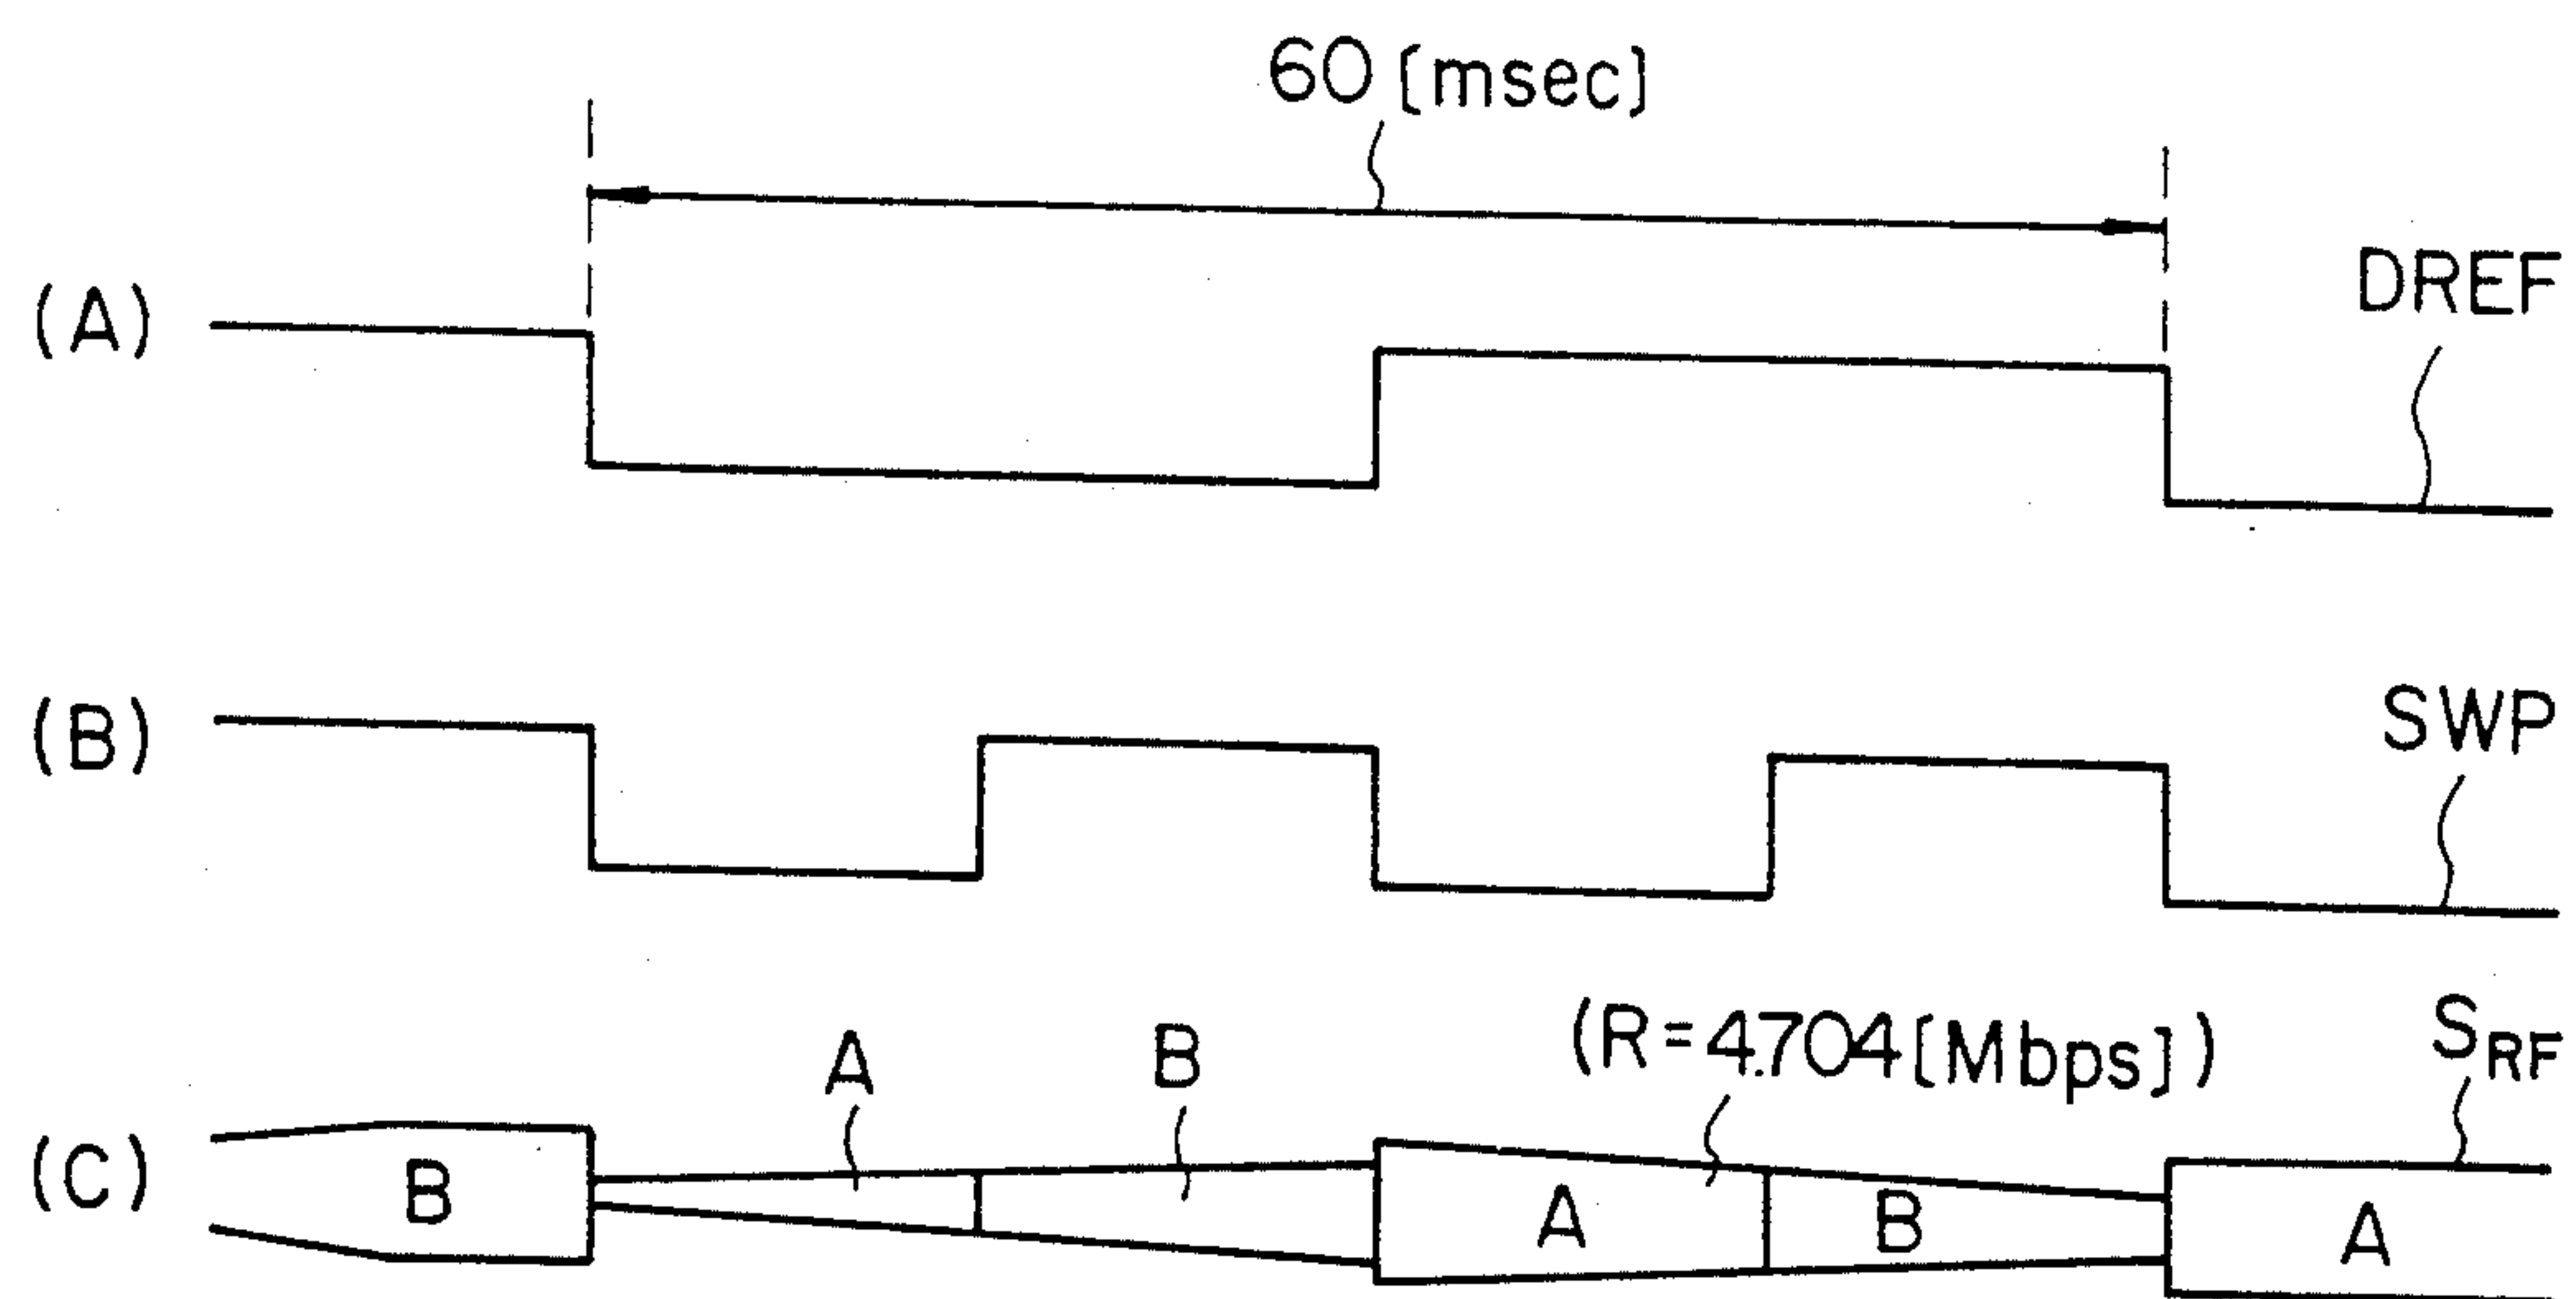 60 [msec]
(A)
DREF
(B)
SWP
(C)
B
A
B
(R=4.704[Mbps])
A
B
SRF
A